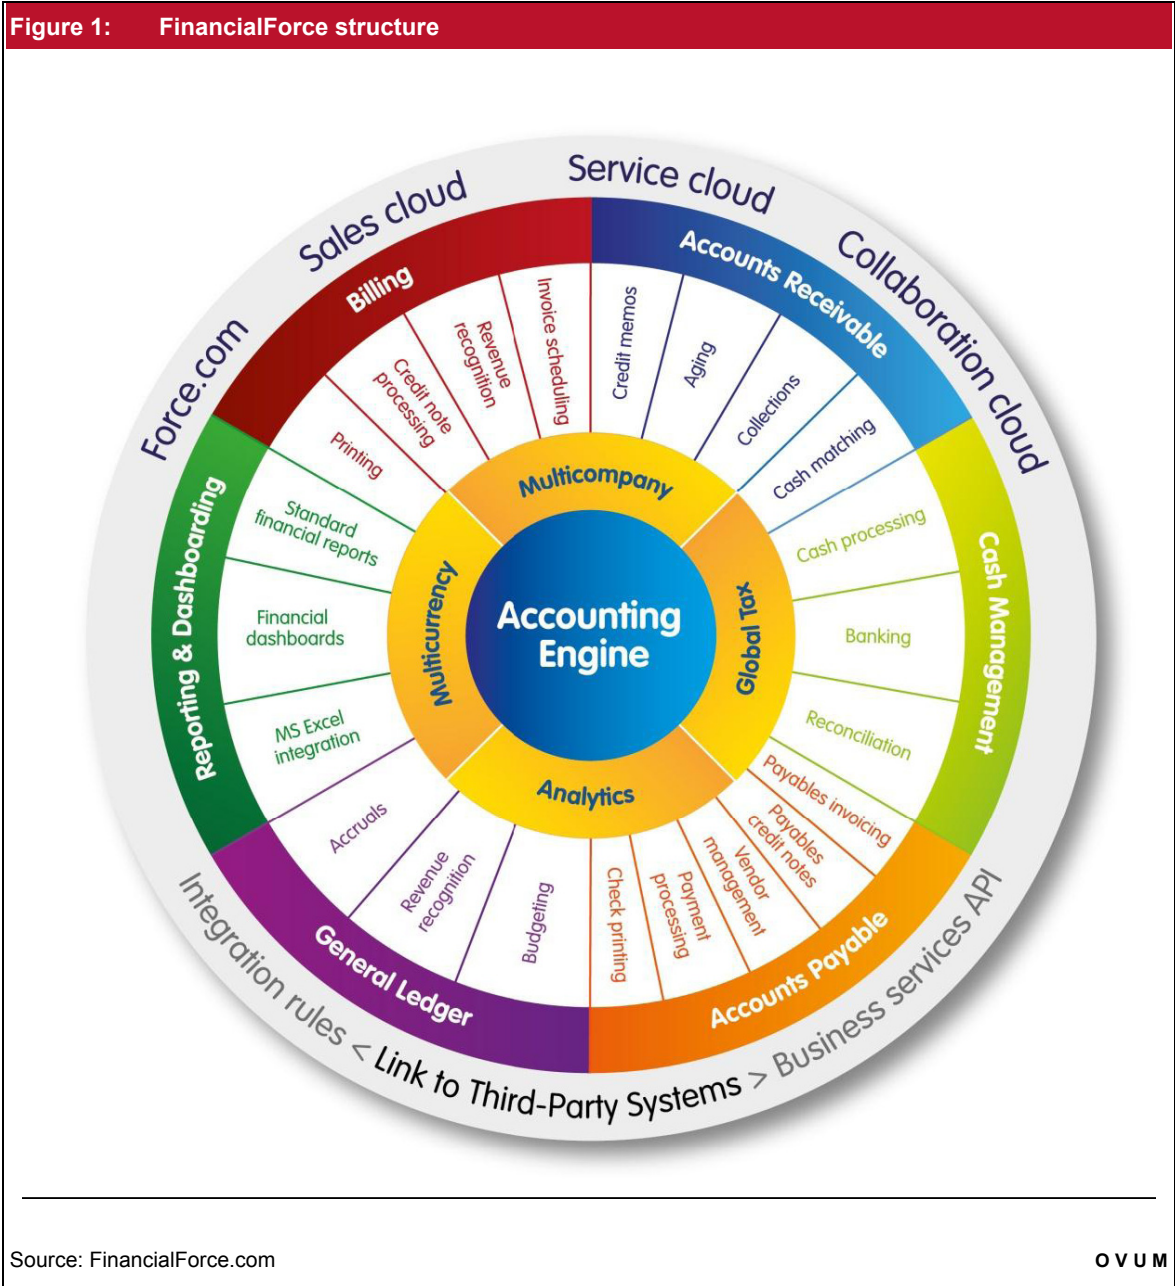 Figure 1: FinancialForce structure
Force.com
Sales cloud
Service cloud
Collaboration cloud
Billing
Printing
Credit note
processing
Revenue
recognition
Invoice scheduling
Accounts Receivable
Credit memos
Aging
Collections
Cash matching
Cash Management
Cash processing
Banking
Reconciliation
Accounts Payable
Payables invoicing
Payables
credit notes
Vendor
management
Payment
processing
Check printing
General Ledger
Budgeting
Revenue
recognition
Accruals
Reporting & Dashboarding
MS Excel
integration
Financial
dashboards
Standard
financial reports
Multicompany
Global Tax
Analytics
Multicurrency
Accounting
Engine
Integration rules < Link to Third-Party Systems > Business services API
Source: FinancialForce.com
OVUM